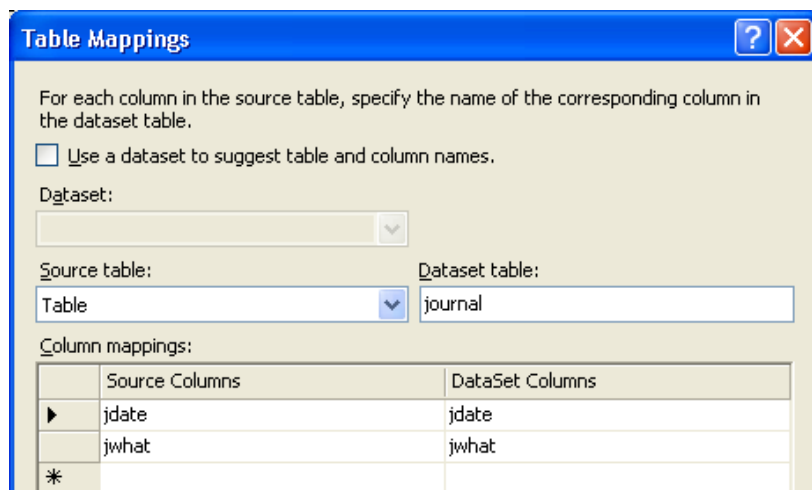 Table Mappings
For each column in the source table, specify the name of the corresponding column in
the dataset table.
Use a dataset to suggest table and column names.
Dataset:
Source table: Dataset table:
Table journal
Column mappings:
Source Columns DataSet Columns
jdate jdate
jwhat jwhat